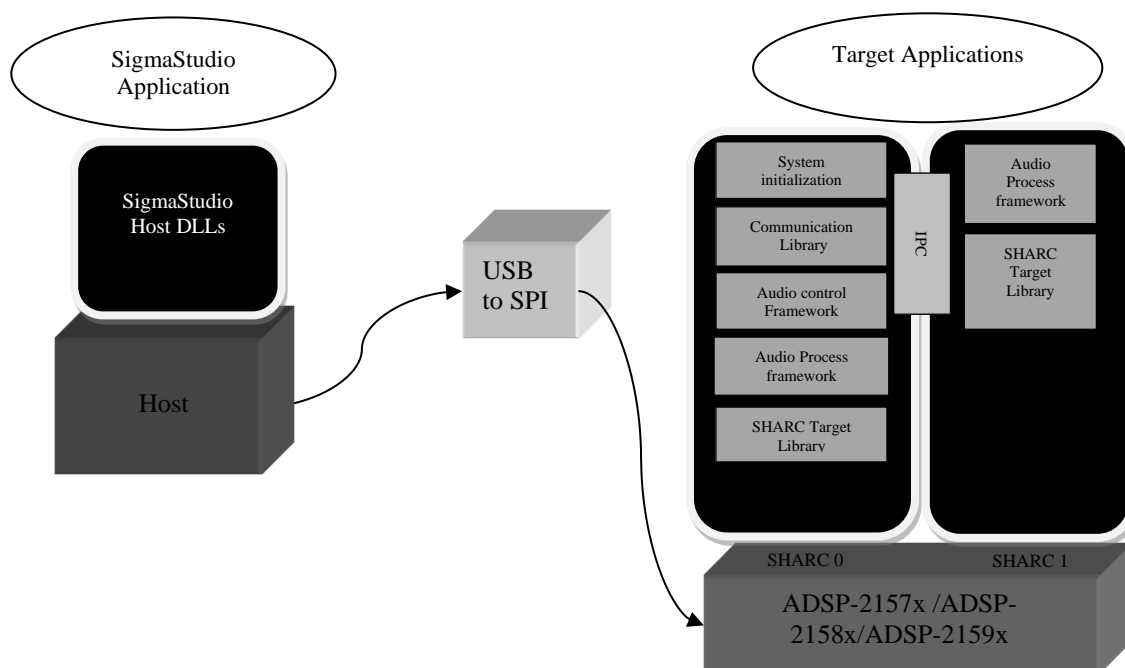 SigmaStudio
Application
SigmaStudio
Host DLLs
Host
USB
to SPI
Target Applications
System
initialization
Communication
Library
Audio control
Framework
Audio Process
framework
SHARC Target
Library
IPC
Audio
Process
framework
SHARC
Target
Library
SHARC 0
SHARC 1
ADSP-2157x /ADSP-
2158x/ADSP-2159x